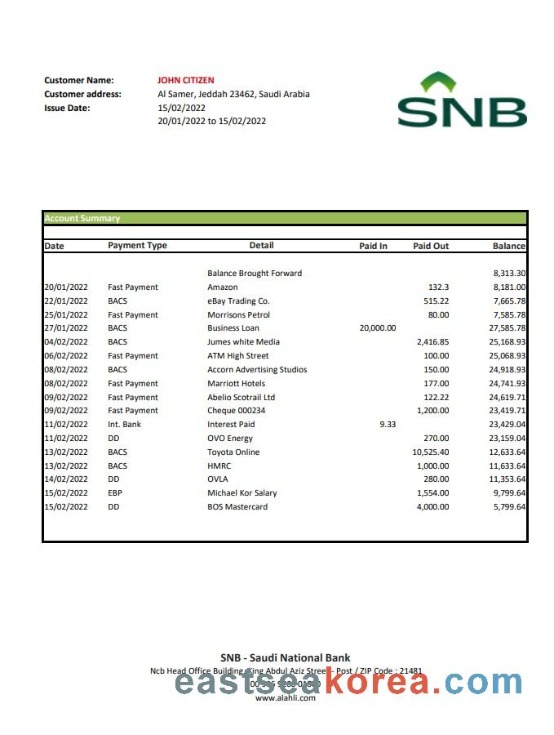 Customer Name: JOHN CITIZEN
Customer address: Al Samer, Jeddah 23462, Saudi Arabia
Issue Date: 15/02/2022
20/01/2022 to 15/02/2022
SNB
Account Summary
Date Payment Type Detail Paid In Paid Out Balance
Balance Brought Forward 8,313.30
20/01/2022 Fast Payment Amazon 132.3 8,181.00
22/01/2022 BACS eBay Trading Co. 515.22 7,665.78
25/01/2022 Fast Payment Morrisons Petrol 80.00 7,585.78
27/01/2022 BACS Business Loan 20,000.00 27,585.78
04/02/2022 BACS Jumes white Media 2,416.85 25,168.93
06/02/2022 Fast Payment ATM High Street 100.00 25,068.93
08/02/2022 BACS Accorn Advertising Studios 150.00 24,918.93
08/02/2022 Fast Payment Marriott Hotels 177.00 24,741.93
09/02/2022 Fast Payment Abelio Scotrail Ltd 122.22 24,619.71
09/02/2022 Fast Payment Cheque 000234 1,200.00 23,419.71
11/02/2022 Int. Bank Interest Paid 9.33 23,429.04
11/02/2022 DD OVO Energy 270.00 23,159.04
13/02/2022 BACS Toyota Online 10,525.40 12,633.64
13/02/2022 BACS HMRC 1,000.00 11,633.64
14/02/2022 DD OVLA 280.00 11,353.64
15/02/2022 EBP Michael Kor Salary 1,554.00 9,799.64
15/02/2022 DD BOS Mastercard 4,000.00 5,799.64
SNB - Saudi National Bank
Ncb Head Office Building, King Abdul Aziz Street - Post / ZIP Code : 21481
eastseakorea.com
www.alahli.com